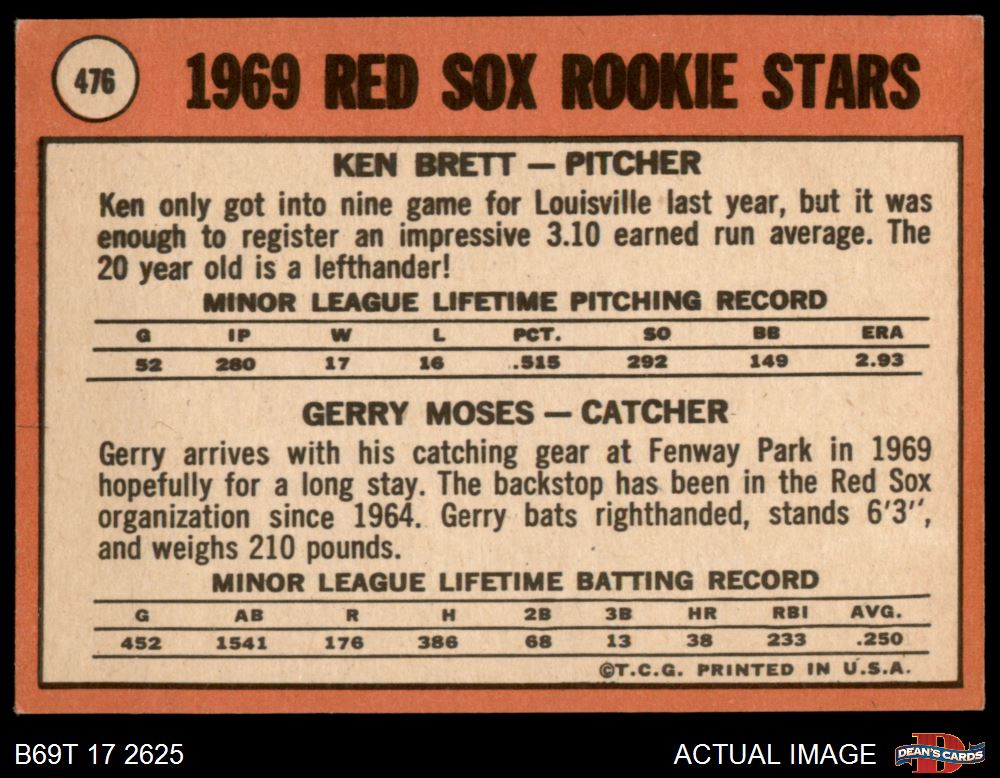 476
1969 RED SOX ROOKIE STARS
KEN BRETT — PITCHER
Ken only got into nine game for Louisville last year, but it was
enough to register an impressive 3.10 earned run average. The
20 year old is a lefthander!
MINOR LEAGUE LIFETIME PITCHING RECORD
G IP W L PCT. SO BB ERA
52 280 17 16 .515 292 149 2.93
GERRY MOSES — CATCHER
Gerry arrives with his catching gear at Fenway Park in 1969
hopefully for a long stay. The backstop has been in the Red Sox
organization since 1964. Gerry bats righthanded, stands 6'3'',
and weighs 210 pounds.
MINOR LEAGUE LIFETIME BATTING RECORD
G AB R H 2B 3B HR RBI AVG.
452 1541 176 386 68 13 38 233 .250
©T.C.G. PRINTED IN U.S.A.
B69T 17 2625
ACTUAL IMAGE
DEAN'S CARDS